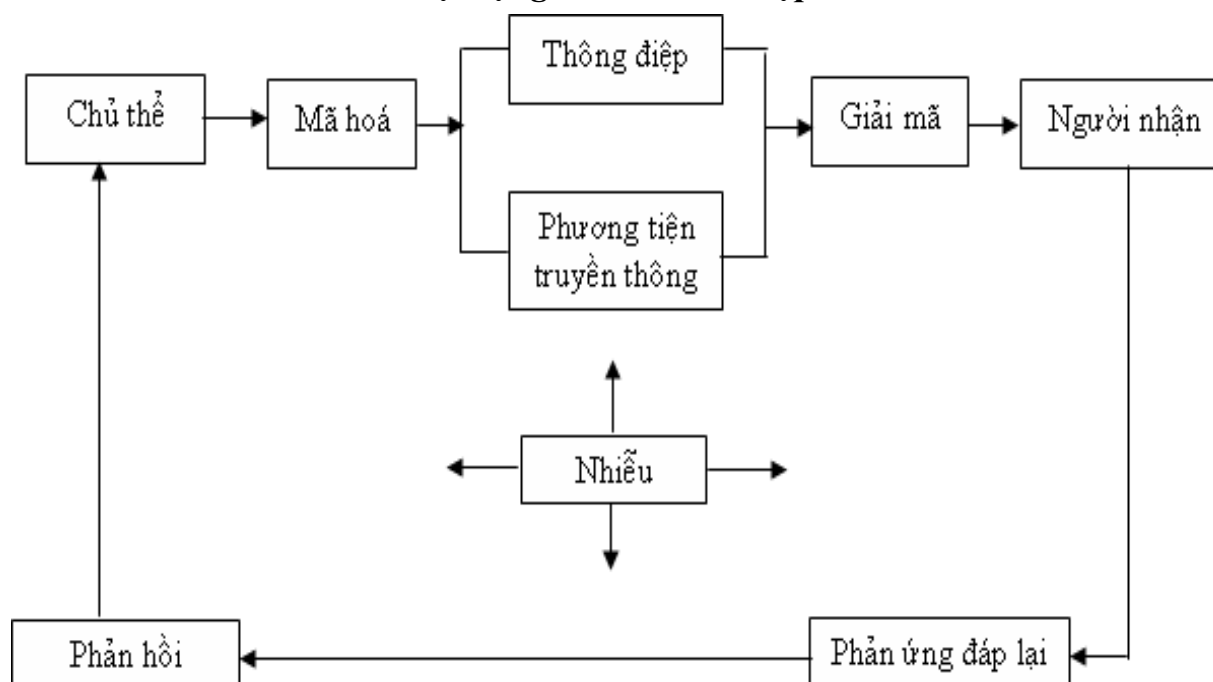 Thông điệp
Chủ thể
Mã hoá
Giải mã
Người nhận
Phương tiện
truyền thông
Nhiễu
Phản hồi
Phản ứng đáp lại